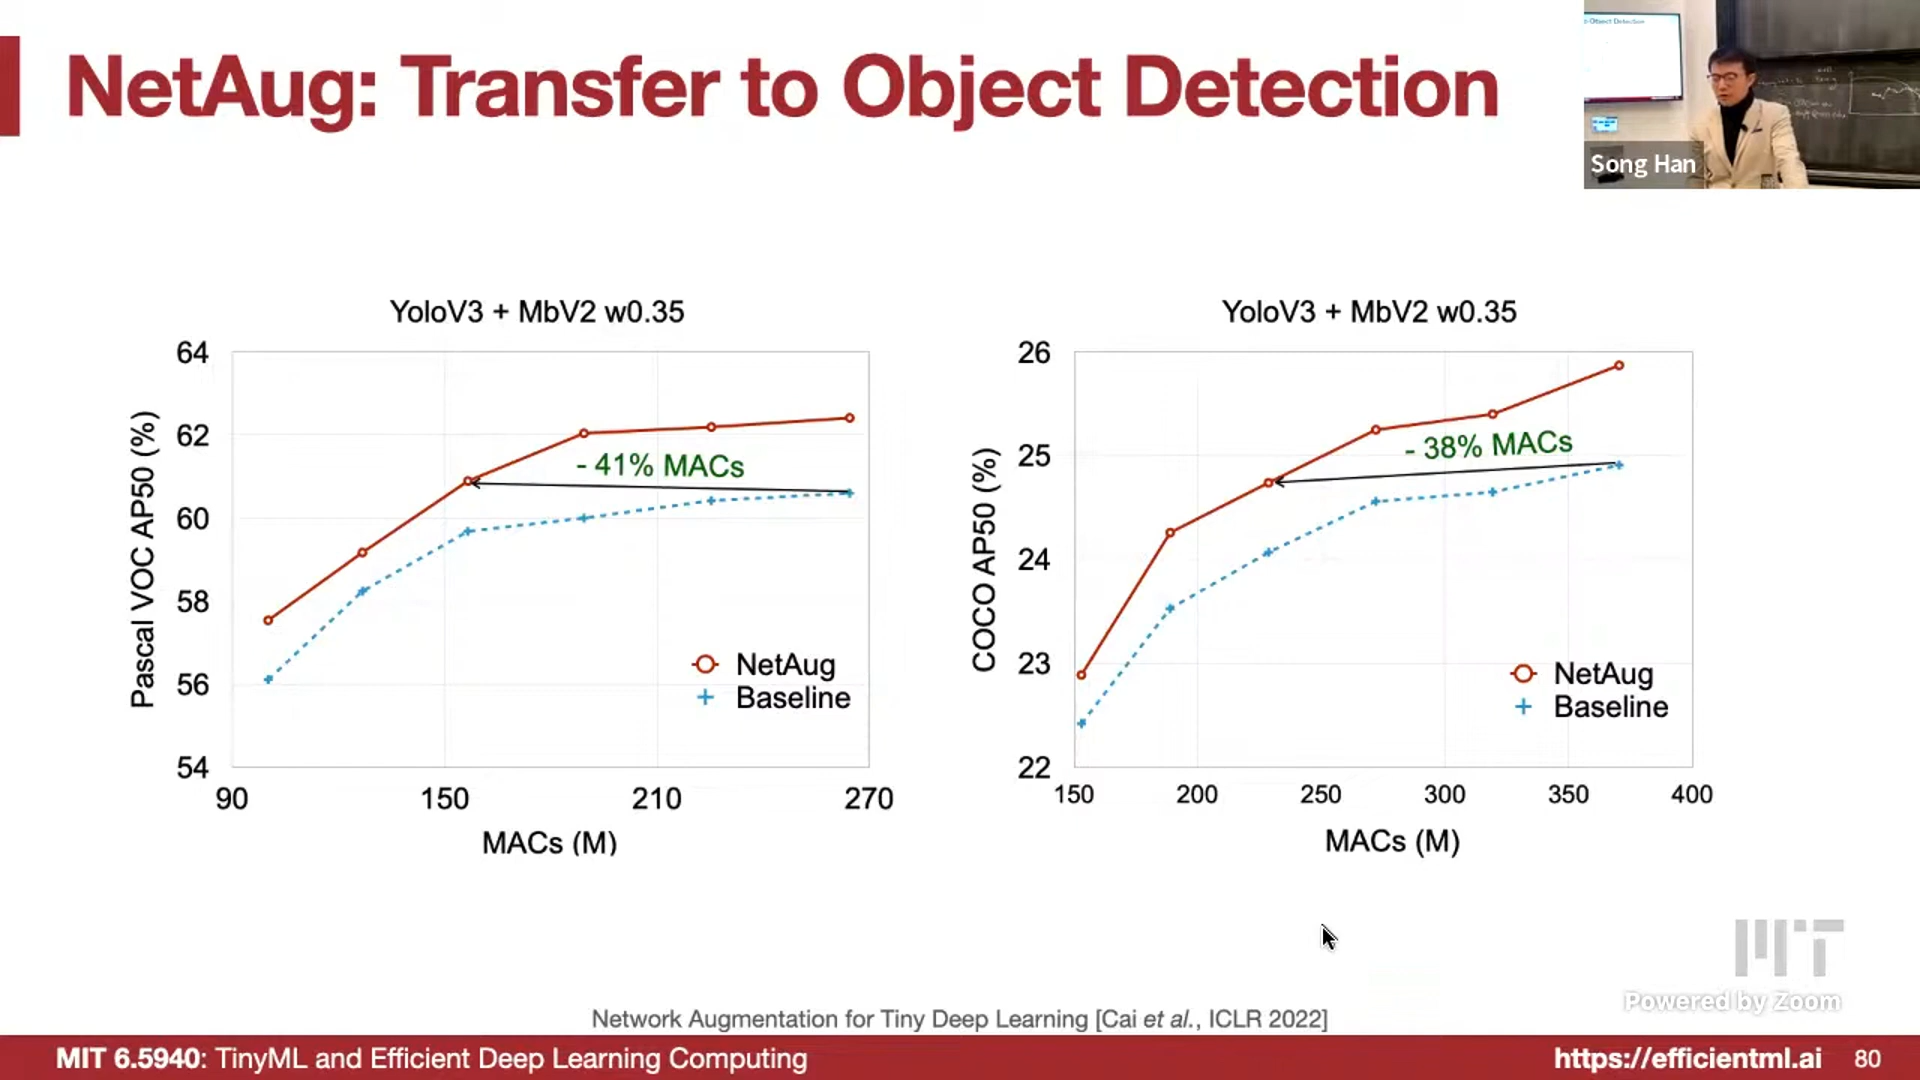 NetAug: Transfer to Object Detection
Song Han
YoloV3 + MbV2 w0.35
Pascal VOC AP50 (%)
64
62
60
58
56
54
- 41% MACs
NetAug
Baseline
90 150 210 270
MACs (M)
YoloV3 + MbV2 w0.35
COCO AP50 (%)
26
25
24
23
22
- 38% MACs
NetAug
Baseline
150 200 250 300 350 400
MACs (M)
MIT
Powered by Zoom
Network Augmentation for Tiny Deep Learning [Cai et al., ICLR 2022]
MIT 6.5940: TinyML and Efficient Deep Learning Computing
https://efficientml.ai 80